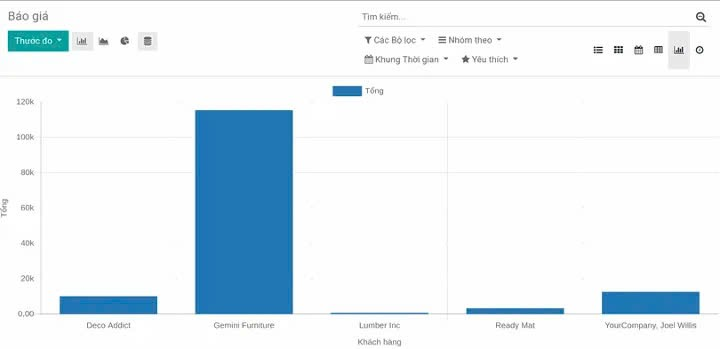 Báo giá
Tìm kiếm...
Thước đo
Các Bộ lọc
Nhóm theo
Khung Thời gian
Yêu thích
Tổng
120k
100k
80k
60k
40k
20k
0.00
Tổng
Deco Addict
Gemini Furniture
Lumber Inc
Ready Mat
YourCompany, Joel Willis
Khách hàng